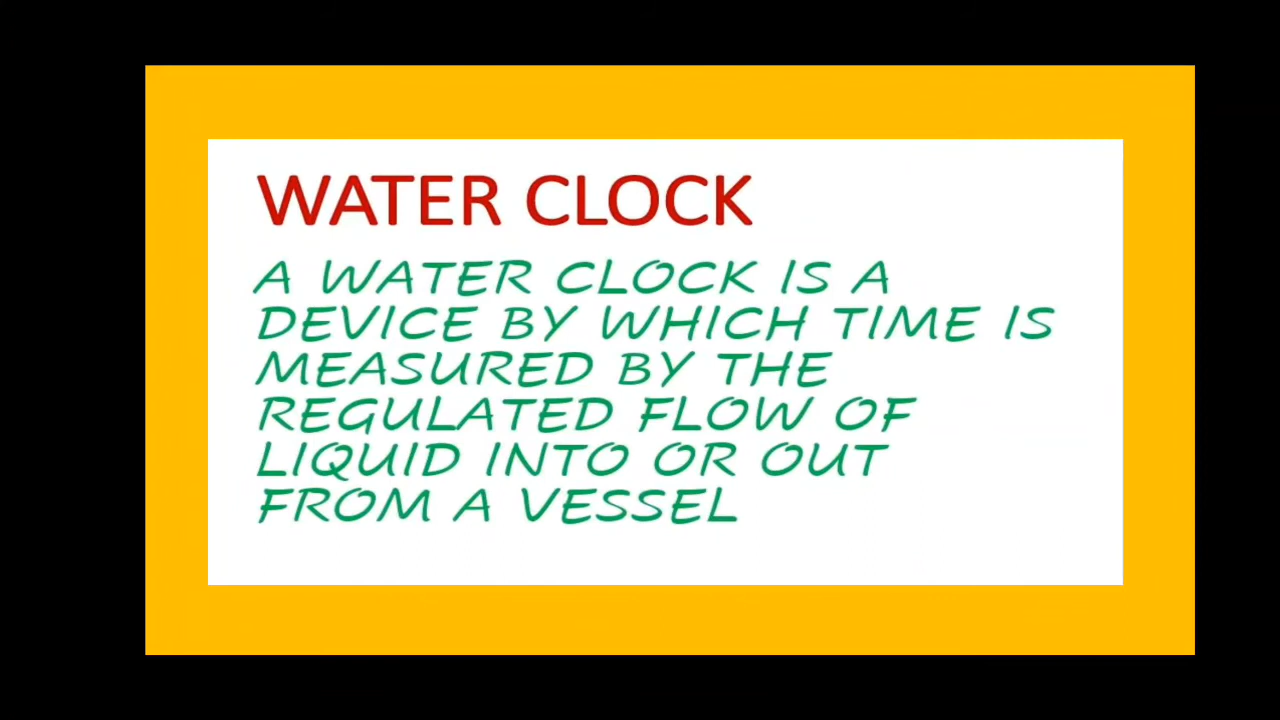 WATER CLOCK
A WATER CLOCK IS A
DEVICE BY WHICH TIME IS
MEASURED BY THE
REGULATED FLOW OF
LIQUID INTO OR OUT
FROM A VESSEL